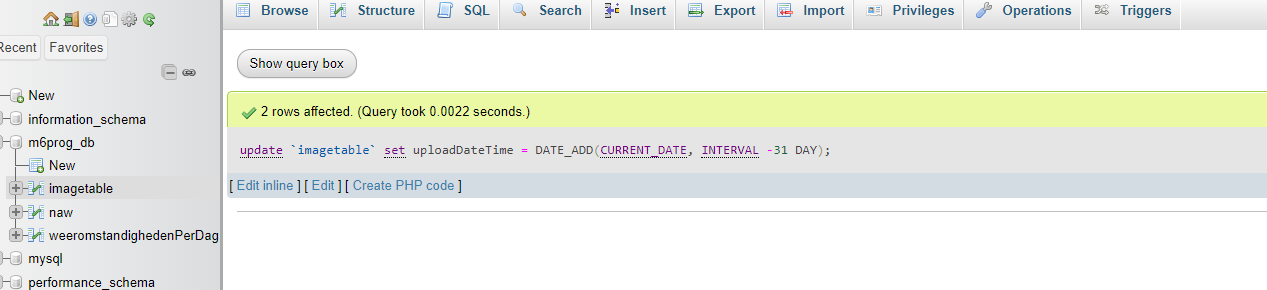 Browse Structure SQL Search Insert Export Import Privileges Operations Triggers
Recent Favorites
Show query box
New
2 rows affected. (Query took 0.0022 seconds.)
information_schema
m6prog_db
update `imagetable` set uploadDateTime = DATE_ADD(CURRENT_DATE, INTERVAL -31 DAY);
New
imagetable
[ Edit inline ] [ Edit ] [ Create PHP code ]
naw
weeromstandighedenPerDag
mysql
performance_schema